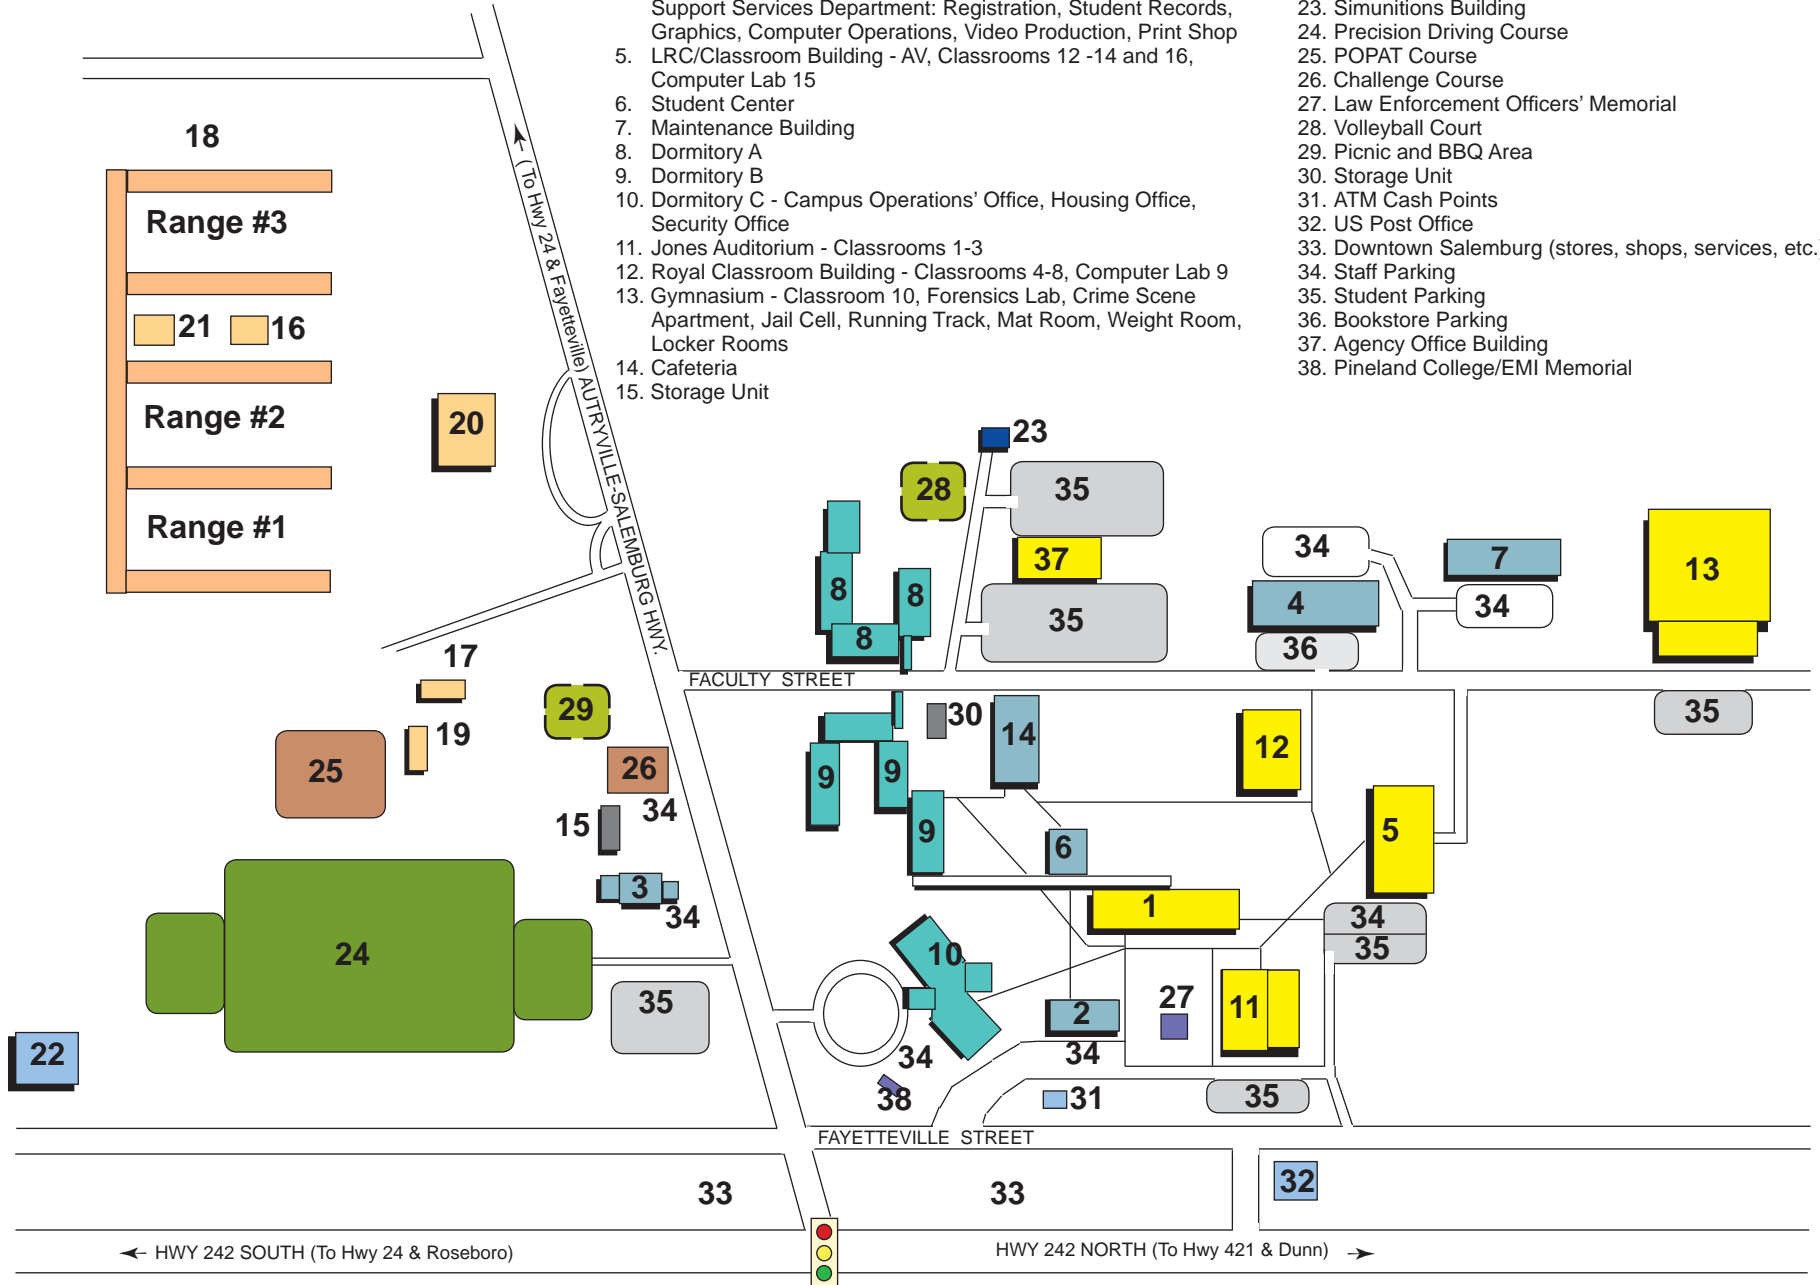 Support Services Department: Registration, Student Records,
Graphics, Computer Operations, Video Production, Print Shop
5. LRC/Classroom Building - AV, Classrooms 12 -14 and 16,
Computer Lab 15
6. Student Center
7. Maintenance Building
8. Dormitory A
9. Dormitory B
10. Dormitory C - Campus Operations' Office, Housing Office,
Security Office
11. Jones Auditorium - Classrooms 1-3
12. Royal Classroom Building - Classrooms 4-8, Computer Lab 9
13. Gymnasium - Classroom 10, Forensics Lab, Crime Scene
Apartment, Jail Cell, Running Track, Mat Room, Weight Room,
Locker Rooms
14. Cafeteria
15. Storage Unit
23. Simunitions Building
24. Precision Driving Course
25. POPAT Course
26. Challenge Course
27. Law Enforcement Officers' Memorial
28. Volleyball Court
29. Picnic and BBQ Area
30. Storage Unit
31. ATM Cash Points
32. US Post Office
33. Downtown Salemburg (stores, shops, services, etc.)
34. Staff Parking
35. Student Parking
36. Bookstore Parking
37. Agency Office Building
38. Pineland College/EMI Memorial
18
Range #3
21
16
Range #2
20
Range #1
(To Hwy 24 & Fayetteville) AUTRYVILLE-SALEMBURG HWY.
23
28
35
37
35
8
8
8
34
7
4
34
36
13
17
FACULTY STREET
19
29
25
26
34
15
3
34
30
14
12
35
9
9
9
6
5
1
34
35
24
35
10
2
34
27
11
22
34
38
31
35
FAYETTEVILLE STREET
33
33
32
HWY 242 SOUTH (To Hwy 24 & Roseboro)
HWY 242 NORTH (To Hwy 421 & Dunn)